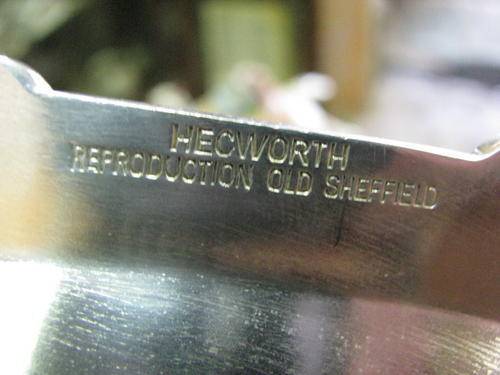 HECWORTH
REPRODUCTION OLD SHEFFIELD